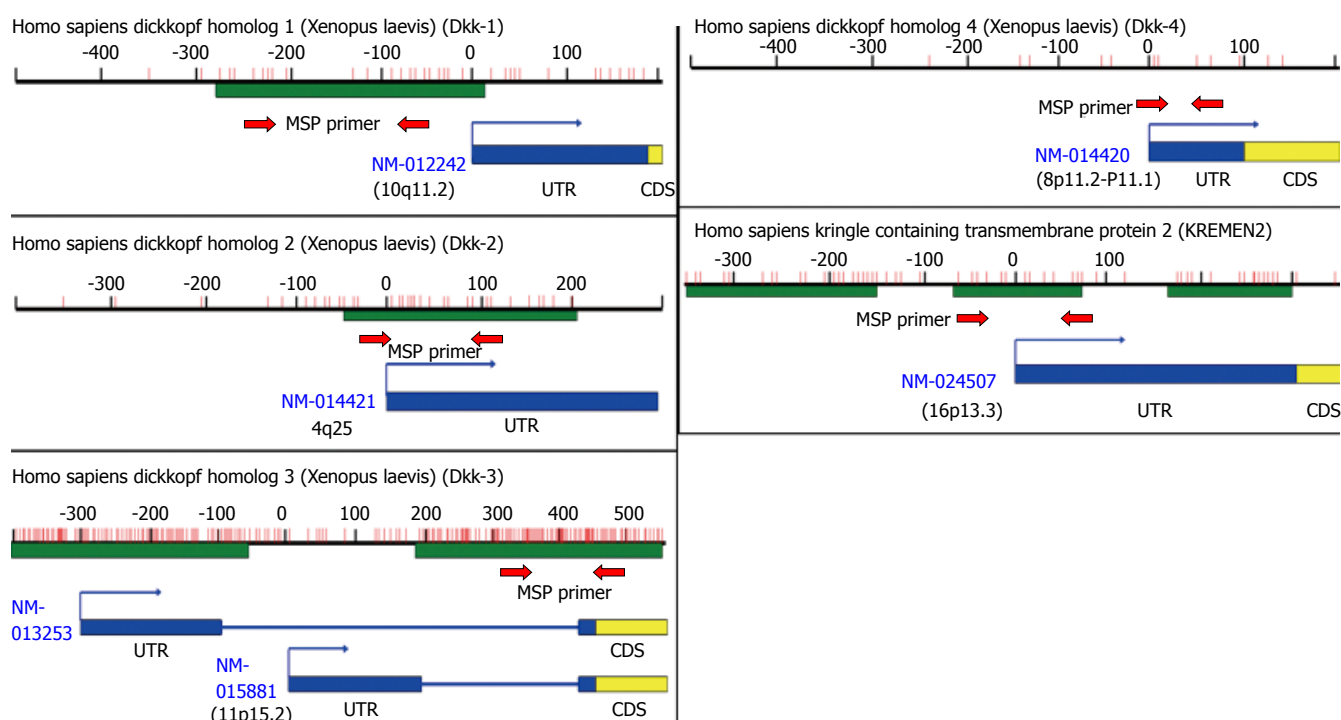 Homo sapiens dickkopf homolog 1 (Xenopus laevis) (Dkk-1)
-400 -300 -200 -100 0 100
MSP primer
NM-012242
(10q11.2)
UTR CDS
Homo sapiens dickkopf homolog 2 (Xenopus laevis) (Dkk-2)
-300 -200 -100 0 100 200
MSP primer
NM-014421
4q25 UTR
Homo sapiens dickkopf homolog 3 (Xenopus laevis) (Dkk-3)
-300 -200 -100 0 100 200 300 400 500
MSP primer
NM-
013253
UTR CDS
NM-
015881
(11p15.2) UTR CDS
Homo sapiens dickkopf homolog 4 (Xenopus laevis) (Dkk-4)
-400 -300 -200 -100 0 100
MSP primer
NM-014420
(8p11.2-P11.1) UTR CDS
Homo sapiens kringle containing transmembrane protein 2 (KREMEN2)
-300 -200 -100 0 100
MSP primer
NM-024507
(16p13.3) UTR CDS